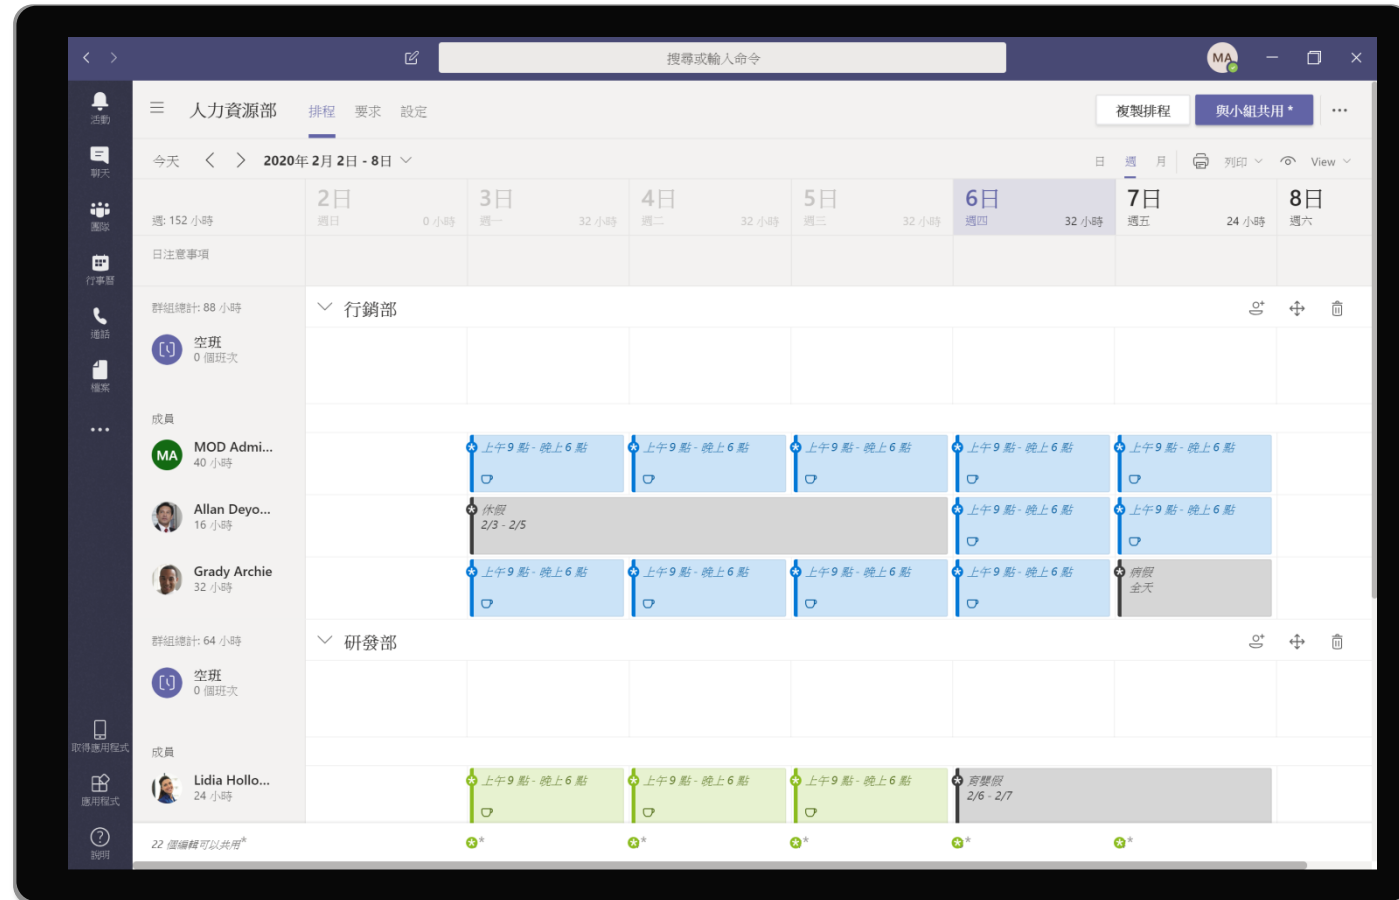 搜尋或輸入命令
MA
活動
聊天
團隊
行事曆
通話
檔案
取得應用程式
應用程式
說明
人力資源部 排程 要求 設定
複製排程 與小組共用 *
今天 2020年 2月 2日 - 8日
日 週 月 列印 View
週: 152 小時
2日 3日 4日 5日 6日 7日 8日
週日 0 小時 週一 32 小時 週二 32 小時 週三 32 小時 週四 32 小時 週五 24 小時 週六
日注意事項
群組總計: 88 小時 行銷部
空班
0 個班次
成員
MA MOD Admi...
40 小時
上午 9 點 - 晚上 6 點 上午 9 點 - 晚上 6 點 上午 9 點 - 晚上 6 點 上午 9 點 - 晚上 6 點 上午 9 點 - 晚上 6 點
Allan Deyo...
16 小時
休假
2/3 - 2/5
上午 9 點 - 晚上 6 點 上午 9 點 - 晚上 6 點
Grady Archie
32 小時
上午 9 點 - 晚上 6 點 上午 9 點 - 晚上 6 點 上午 9 點 - 晚上 6 點 上午 9 點 - 晚上 6 點
病假
全天
群組總計: 64 小時 研發部
空班
0 個班次
成員
Lidia Hollo...
24 小時
上午 9 點 - 晚上 6 點 上午 9 點 - 晚上 6 點 上午 9 點 - 晚上 6 點
育嬰假
2/6 - 2/7
22 個編輯可以共用* * * * * *